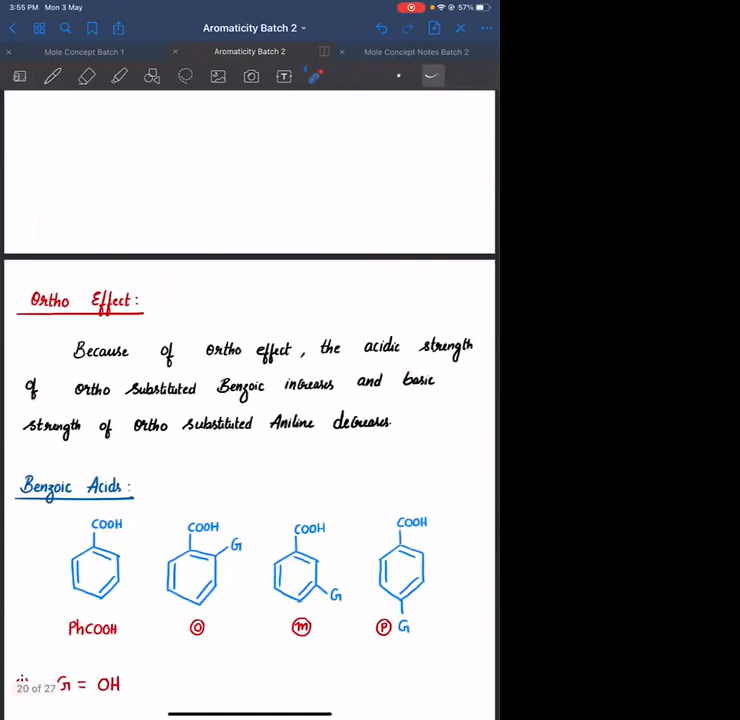 3:55 PM Mon 3 May
57%
Aromaticity Batch 2
Mole Concept Batch 1
Aromaticity Batch 2
Mole Concept Notes Batch 2
Ortho Effect:
Because of ortho effect, the acidic strength
of ortho substituted Benzoic increases and basic
strength of ortho substituted Aniline decreases.
Benzoic Acids:
COOH COOH COOH COOH
G
G
PhCOOH o m p G
20 of 27 G = OH